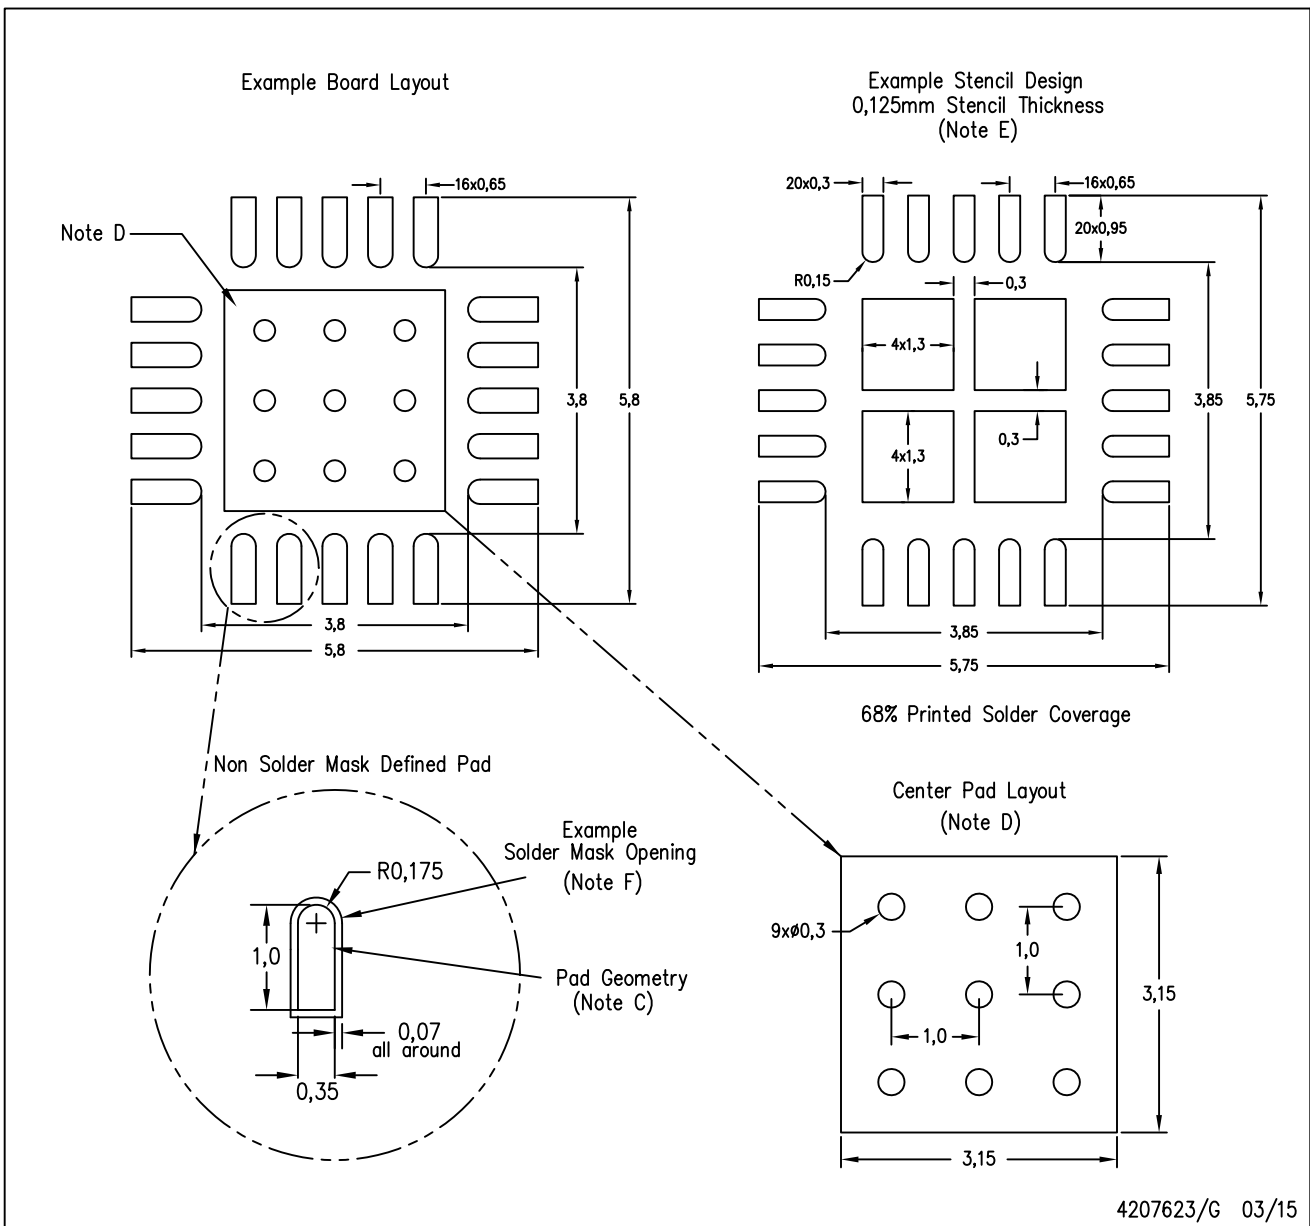 Example Board Layout
Example Stencil Design
0,125mm Stencil Thickness
(Note E)
16x0,65
Note D
3,8
5,8
3,8
5,8
20x0,3
16x0,65
20x0,95
R0,15
0,3
4x1,3
4x1,3
0,3
3,85
5,75
3,85
5,75
68% Printed Solder Coverage
Non Solder Mask Defined Pad
Example
Solder Mask Opening
(Note F)
R0,175
1,0
Pad Geometry
(Note C)
0,07
all around
0,35
Center Pad Layout
(Note D)
9xø0,3
1,0
1,0
3,15
3,15
4207623/G 03/15